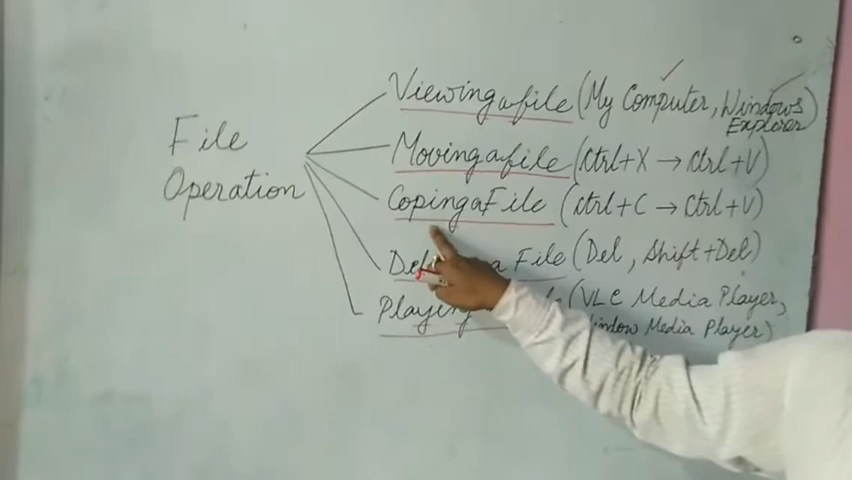 File
Operation
Viewing a file (My Computer, Windows
Explorer)
Moving a file (Ctrl+X → Ctrl+V)
Coping a File (Ctrl+C → Ctrl+V)
a File (Del, Shift+Del)
Playing (VLC Media Player,
Window Media Player)